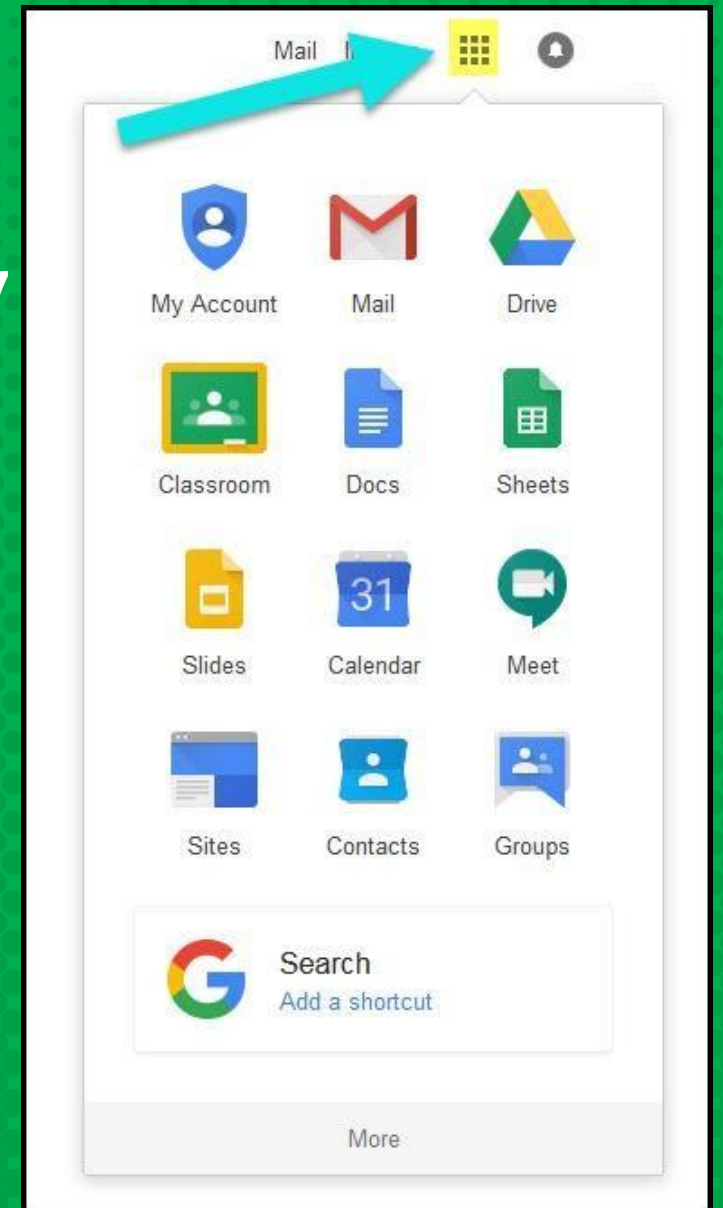 Mail
My Account Mail Drive
Classroom Docs Sheets
Slides 31 Calendar Meet
Sites Contacts Groups
G Search
Add a shortcut
More